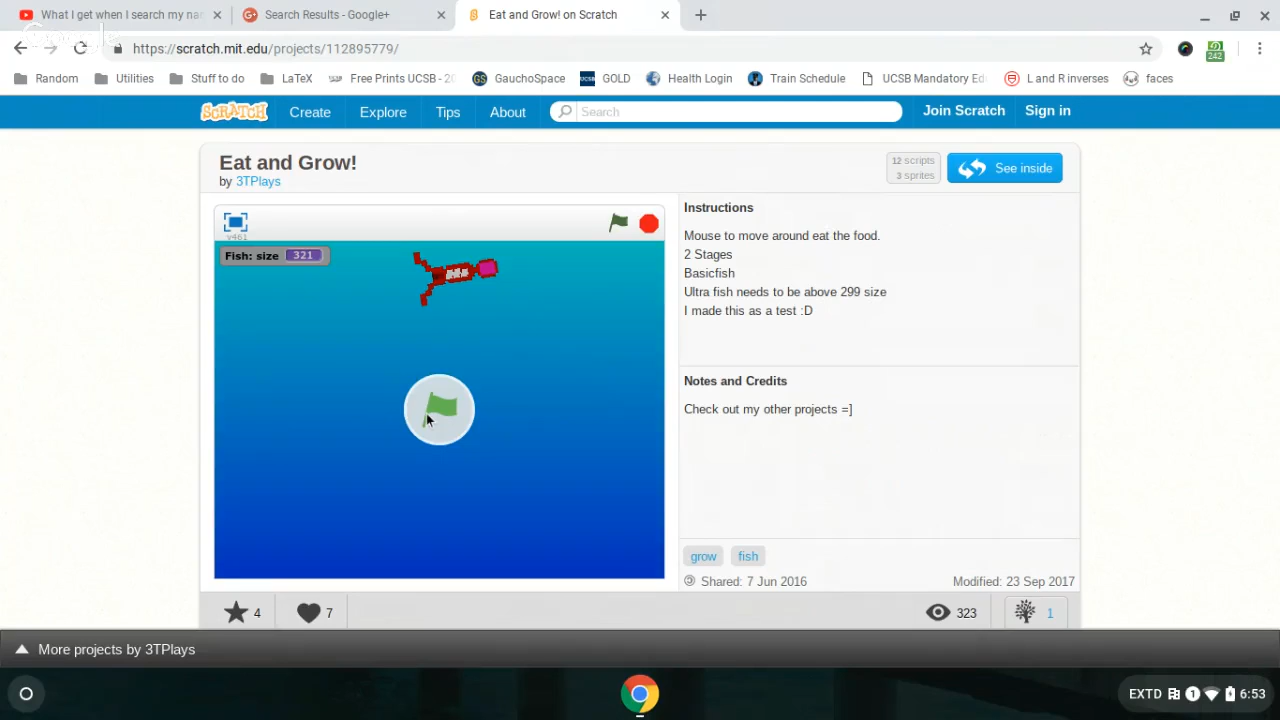 What I get when I search my na
Search Results - Google+
Eat and Grow! on Scratch
https://scratch.mit.edu/projects/112895779/
242
Random
Utilities
Stuff to do
LaTeX
Free Prints UCSB - 20
GauchoSpace
GOLD
Health Login
Train Schedule
UCSB Mandatory Ed
L and R inverses
faces
SCRATCH
Create
Explore
Tips
About
Search
Join Scratch
Sign in
Eat and Grow!
by 3TPlays
12 scripts
3 sprites
See inside
v461
Fish: size 321
Instructions
Mouse to move around eat the food.
2 Stages
Basicfish
Ultra fish needs to be above 299 size
I made this as a test :D
Notes and Credits
Check out my other projects =]
grow
fish
Shared: 7 Jun 2016
Modified: 23 Sep 2017
4
7
323
1
More projects by 3TPlays
EXTD
1
6:53